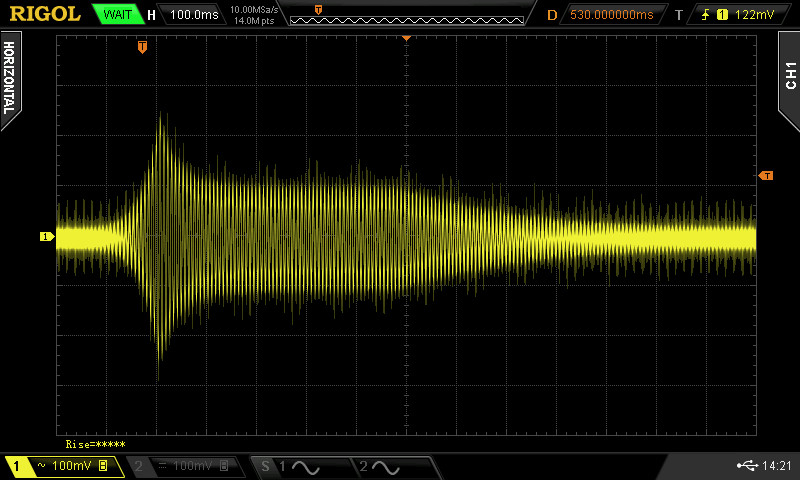 RIGOL WAIT H 100.0ms 10.00MSa/s D 530.000000ms T 1 122mV
14.0M pts
T
T
HORIZONTAL
CH1
T
1
Rise=*****
1 ~ 100mV 2 100mV S 1 2 14:21